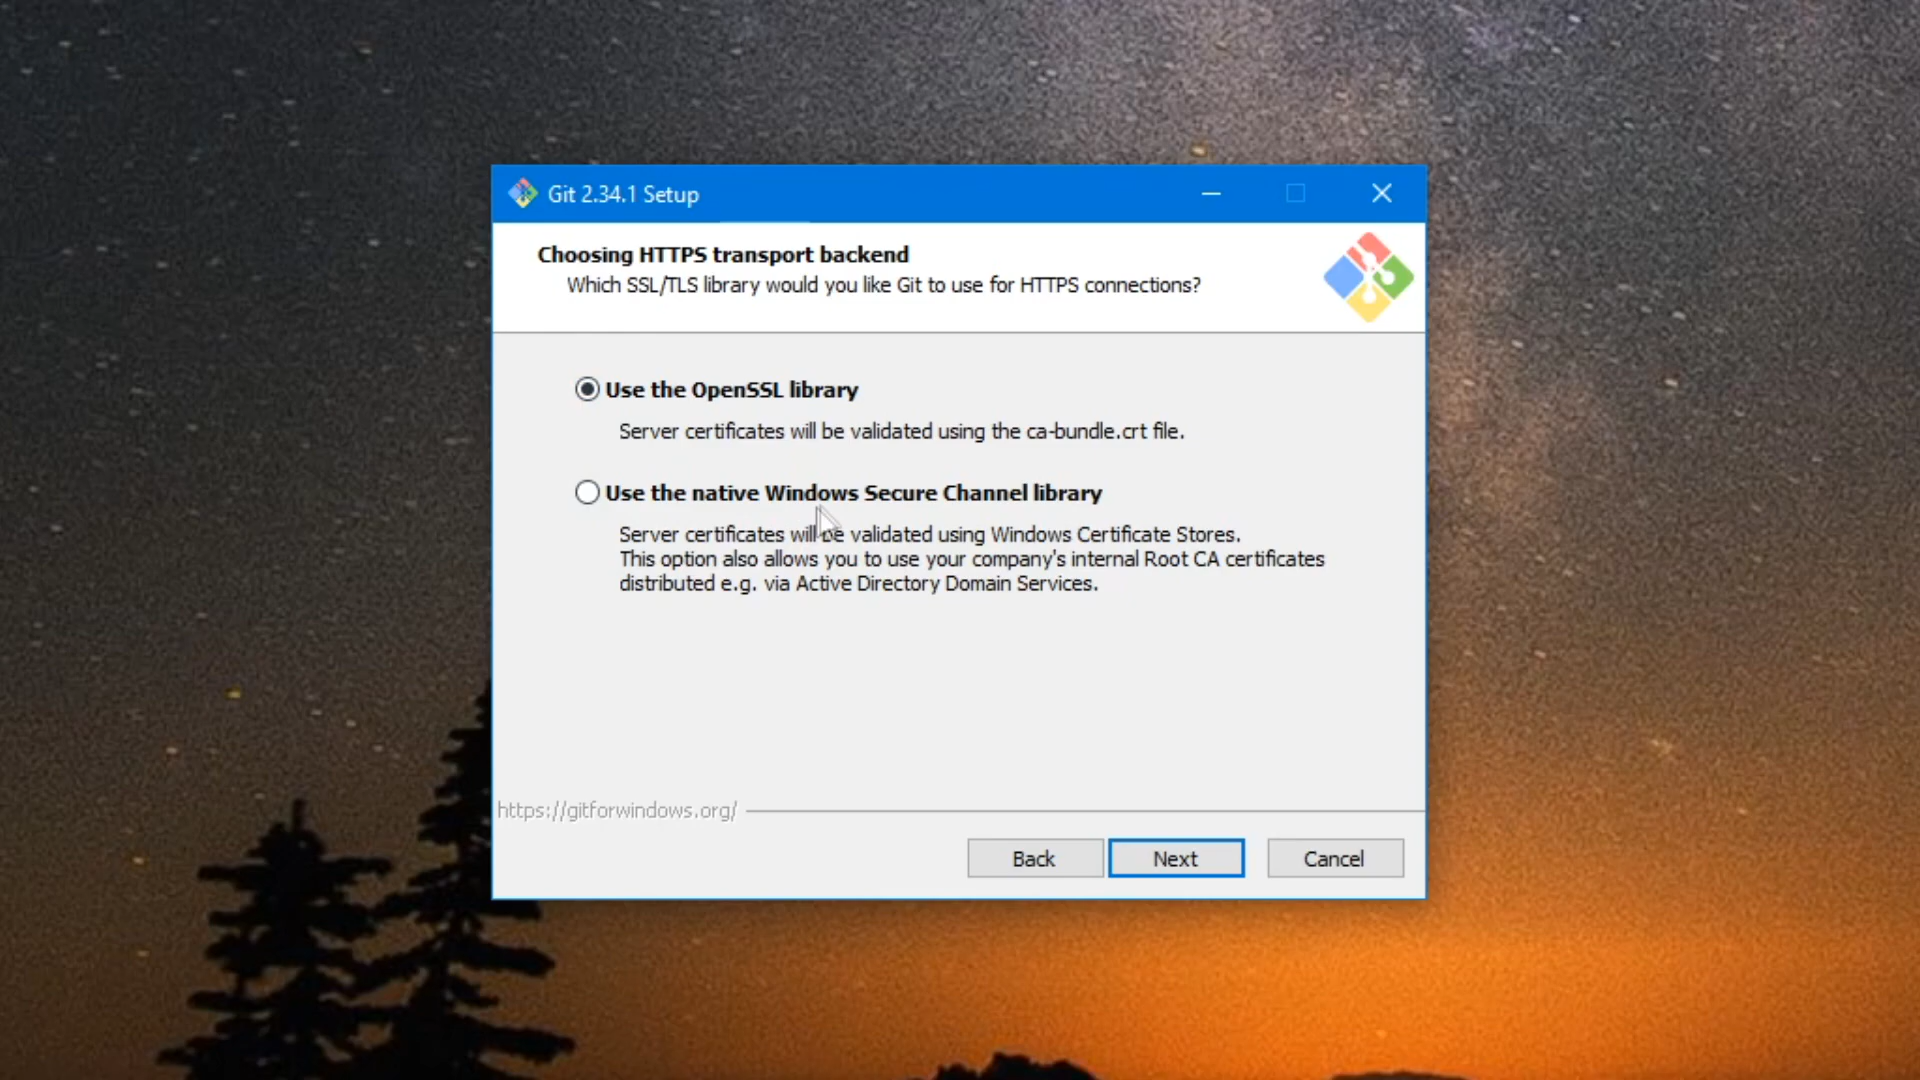 Git 2.34.1 Setup
Choosing HTTPS transport backend
Which SSL/TLS library would you like Git to use for HTTPS connections?
Use the OpenSSL library
Server certificates will be validated using the ca-bundle.crt file.
Use the native Windows Secure Channel library
Server certificates will be validated using Windows Certificate Stores.
This option also allows you to use your company's internal Root CA certificates
distributed e.g. via Active Directory Domain Services.
https://gitforwindows.org/
Back Next Cancel